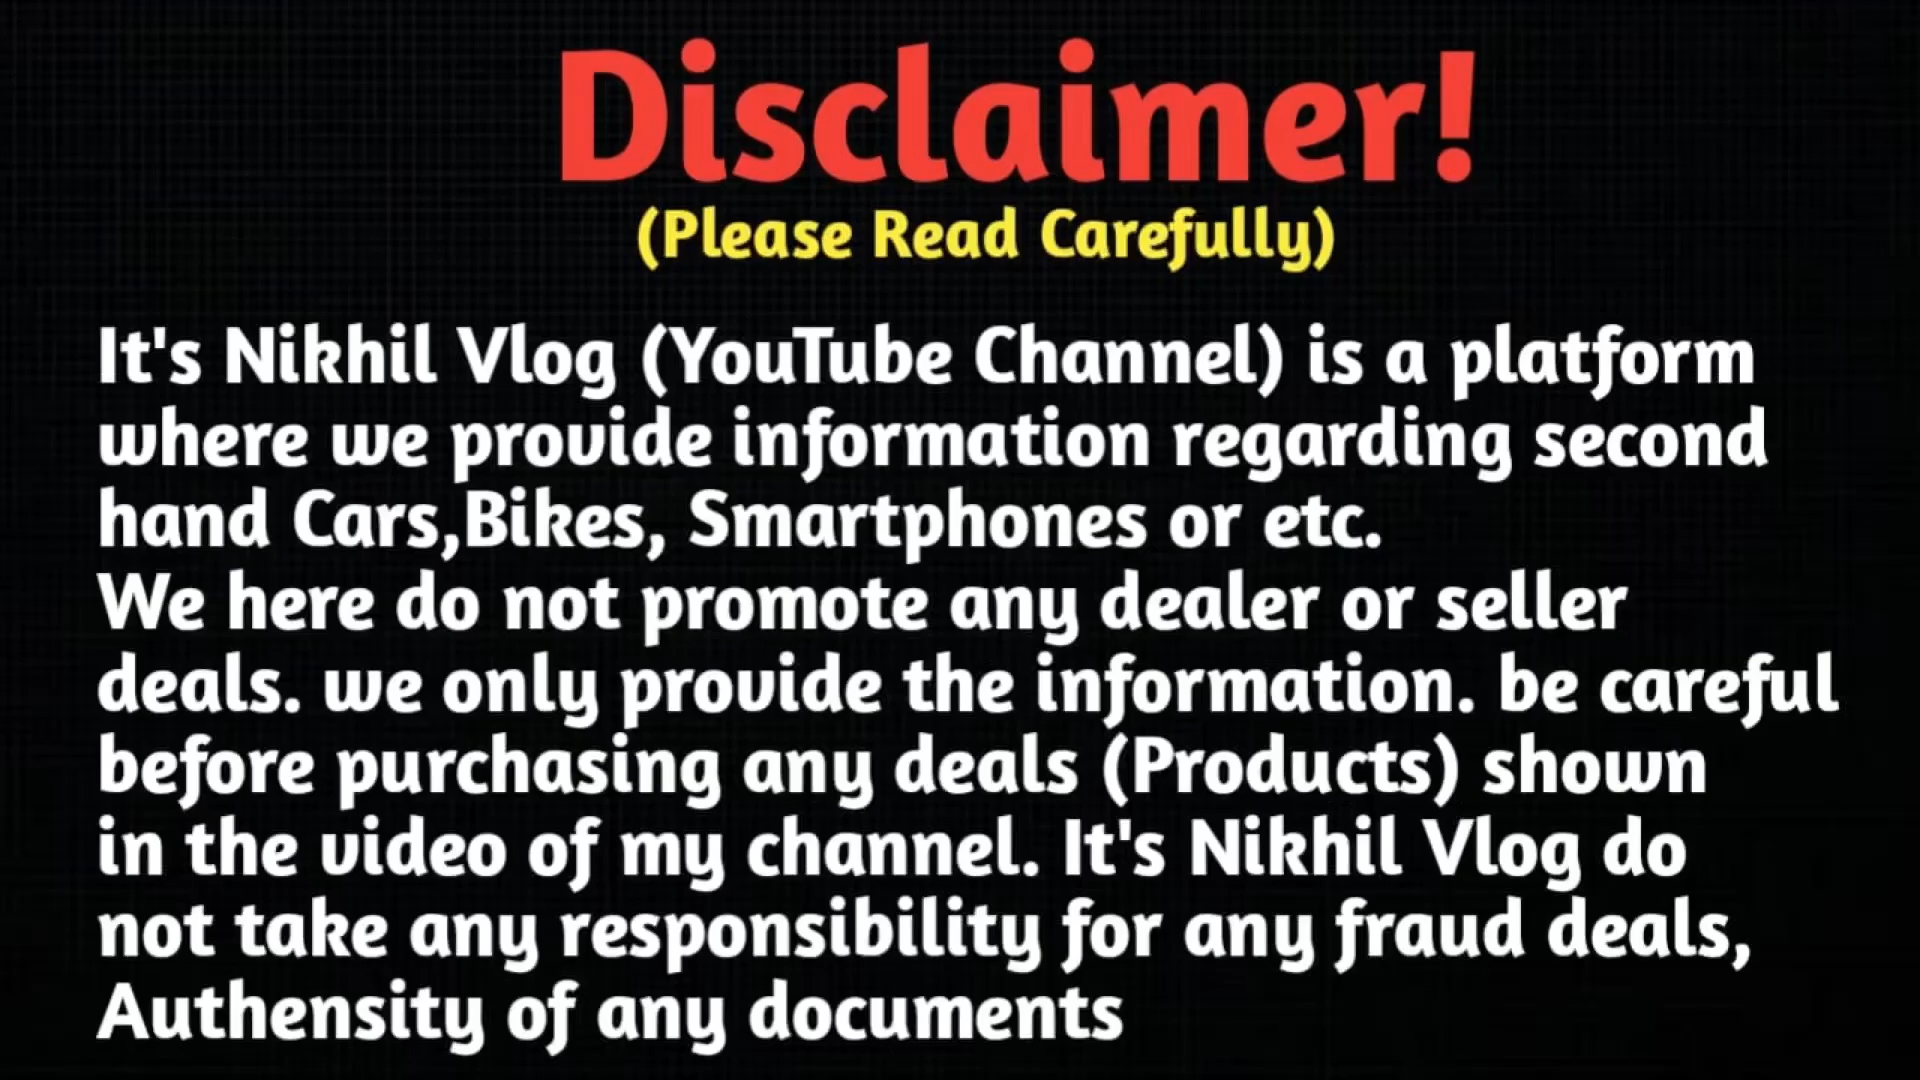 Disclaimer!
(Please Read Carefully)
It's Nikhil Vlog (YouTube Channel) is a platform
where we provide information regarding second
hand Cars,Bikes, Smartphones or etc.
We here do not promote any dealer or seller
deals. we only provide the information. be careful
before purchasing any deals (Products) shown
in the video of my channel. It's Nikhil Vlog do
not take any responsibility for any fraud deals,
Authensity of any documents